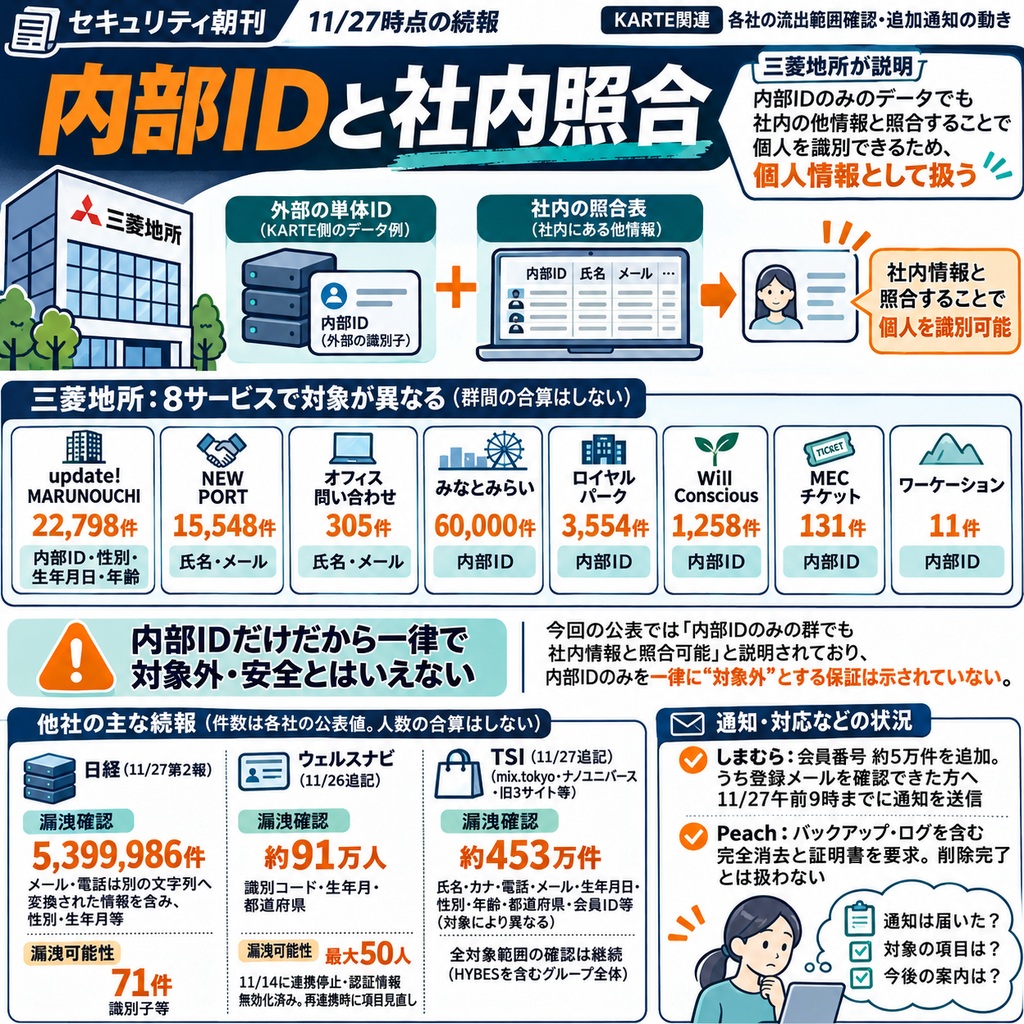 セキュリティ朝刊
11/27時点の続報
KARTE関連
各社の流出範囲確認・追加通知の動き
内部IDと社内照合
三菱地所が説明
内部IDのみのデータでも
社内の他情報と照合することで
個人を識別できるため、
個人情報として扱う
三菱地所
外部の単体ID
(KARTE側のデータ例)
内部ID
(外部の識別子)
社内の照合表
(社内にある他情報)
内部ID 氏名 メール …
社内情報と
照合することで
個人を識別可能
三菱地所：8サービスで対象が異なる（群間の合算はしない）
update!
MARUNOUCHI
22,798件
内部ID・性別・
生年月日・年齢
NEW
PORT
15,548件
氏名・メール
オフィス
問い合わせ
305件
氏名・メール
みなとみらい
60,000件
内部ID
ロイヤル
パーク
3,554件
内部ID
Will
Conscious
1,258件
内部ID
TICKET
MEC
チケット
131件
内部ID
ワーケーション
11件
内部ID
内部IDだけだから一律で
対象外・安全とはいえない
今回の公表では「内部IDのみの群でも
社内情報と照合可能」と説明されており、
内部IDのみを一律に“対象外”とする保証は示されていない。
他社の主な続報（件数は各社の公表値。人数の合算はしない）
日経（11/27第2報）
漏洩確認
5,399,986件
メール・電話は別の文字列へ
変換された情報を含み、
性別・生年月等
漏洩可能性
71件
識別子等
ウェルスナビ
（11/26追記）
漏洩確認
約91万人
識別コード・生年月・
都道府県
漏洩可能性 最大50人
11/14に連携停止・認証情報
無効化済み。再連携時に項目見直し
TSI（11/27追記）
（mix.tokyo・ナノユニバース
・旧3サイト等）
漏洩確認
約453万件
氏名・カナ・電話・メール・生年月日・
性別・年齢・都道府県・会員ID等
（対象により異なる）
全対象範囲の確認は継続
（HYBESを含むグループ全体）
通知・対応などの状況
しまむら：会員番号 約5万件を追加。
うち登録メールを確認できた方へ
11/27午前9時までに通知を送信
Peach：バックアップ・ログを含む
完全消去と証明書を要求。削除完了
とは扱わない
通知は届いた？
対象の項目は？
今後の案内は？